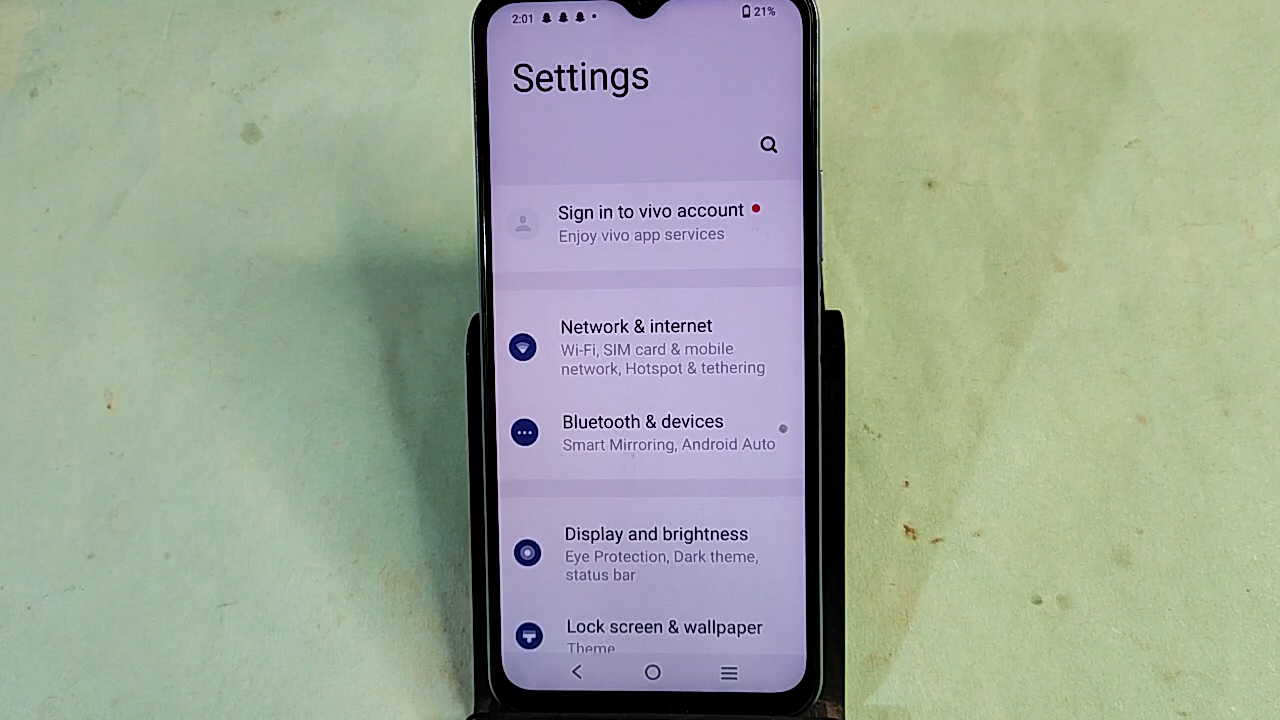 2:01 21%
Settings
Sign in to vivo account
Enjoy vivo app services
Network & internet
Wi-Fi, SIM card & mobile
network, Hotspot & tethering
Bluetooth & devices
Smart Mirroring, Android Auto
Display and brightness
Eye Protection, Dark theme,
status bar
Lock screen & wallpaper
Theme